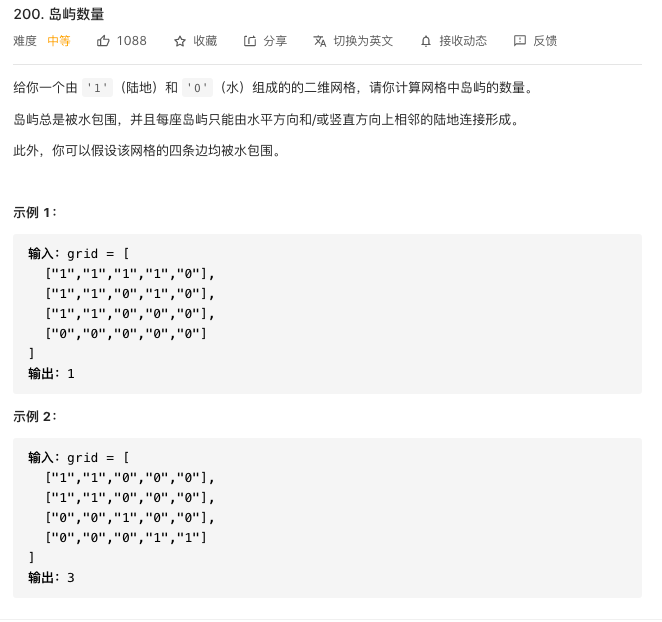 200. 岛屿数量
难度 中等 1088 收藏 分享 切换为英文 接收动态 反馈
给你一个由 '1'（陆地）和 '0'（水）组成的的二维网格，请你计算网格中岛屿的数量。
岛屿总是被水包围，并且每座岛屿只能由水平方向和/或竖直方向上相邻的陆地连接形成。
此外，你可以假设该网格的四条边均被水包围。
示例 1：
输入：grid = [
["1","1","1","1","0"],
["1","1","0","1","0"],
["1","1","0","0","0"],
["0","0","0","0","0"]
]
输出：1
示例 2：
输入：grid = [
["1","1","0","0","0"],
["1","1","0","0","0"],
["0","0","1","0","0"],
["0","0","0","1","1"]
]
输出：3